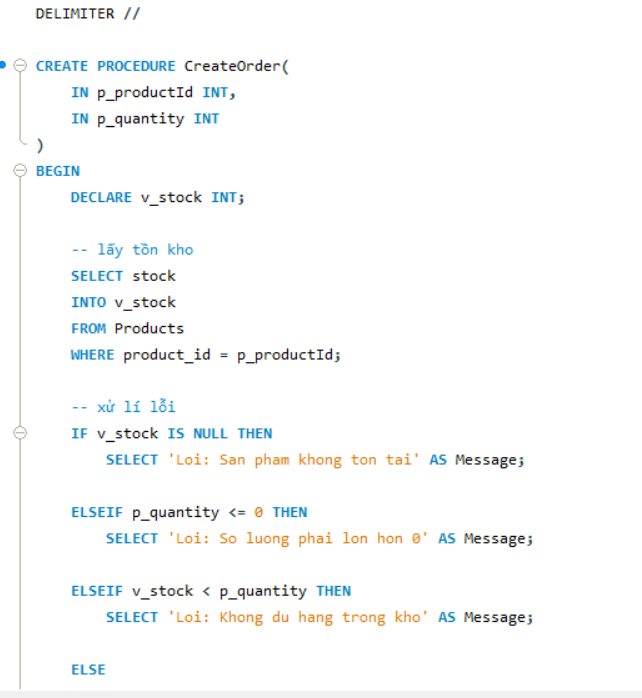 DELIMITER //
CREATE PROCEDURE CreateOrder(
IN p_productId INT,
IN p_quantity INT
)
BEGIN
DECLARE v_stock INT;
-- lấy tồn kho
SELECT stock
INTO v_stock
FROM Products
WHERE product_id = p_productId;
-- xử lí lỗi
IF v_stock IS NULL THEN
SELECT 'Loi: San pham khong ton tai' AS Message;
ELSEIF p_quantity <= 0 THEN
SELECT 'Loi: So luong phai lon hon 0' AS Message;
ELSEIF v_stock < p_quantity THEN
SELECT 'Loi: Khong du hang trong kho' AS Message;
ELSE